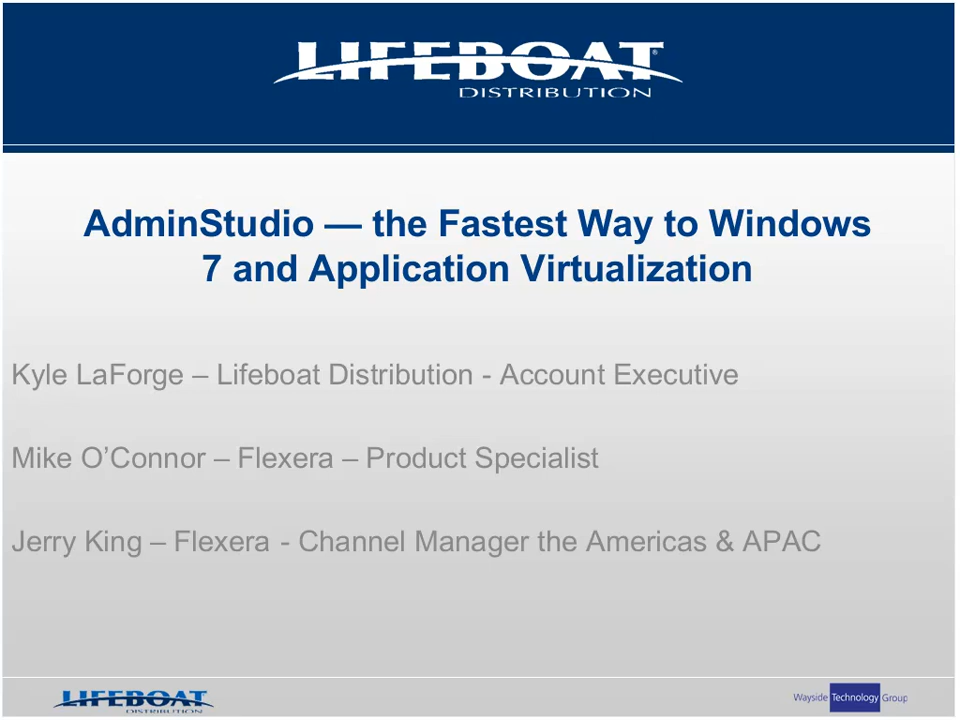 LIFEBOAT®
DISTRIBUTION
AdminStudio — the Fastest Way to Windows
7 and Application Virtualization
Kyle LaForge – Lifeboat Distribution - Account Executive
Mike O’Connor – Flexera – Product Specialist
Jerry King – Flexera - Channel Manager the Americas & APAC
LIFEBOAT
DISTRIBUTION
Wayside Technology Group